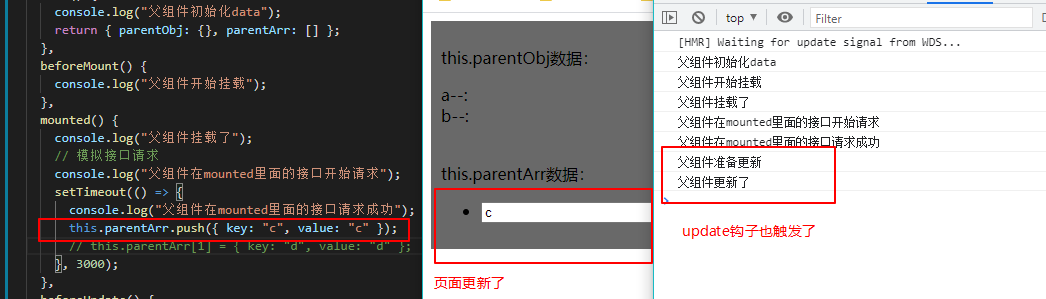 console.log("父组件初始化data");
return { parentObj: {}, parentArr: [] };
},
beforeMount() {
console.log("父组件开始挂载");
},
mounted() {
console.log("父组件挂载了");
// 模拟接口请求
console.log("父组件在mounted里面的接口开始请求");
setTimeout(() => {
console.log("父组件在mounted里面的接口请求成功");
this.parentArr.push({ key: "c", value: "c" });
// this.parentArr[1] = { key: "d", value: "d" };
}, 3000);
},
beforeUpdate() {
this.parentObj数据：
a--:
b--:
this.parentArr数据：
c
页面更新了
top
Filter
[HMR] Waiting for update signal from WDS...
父组件初始化data
父组件开始挂载
父组件挂载了
父组件在mounted里面的接口开始请求
父组件在mounted里面的接口请求成功
父组件准备更新
父组件更新了
update钩子也触发了